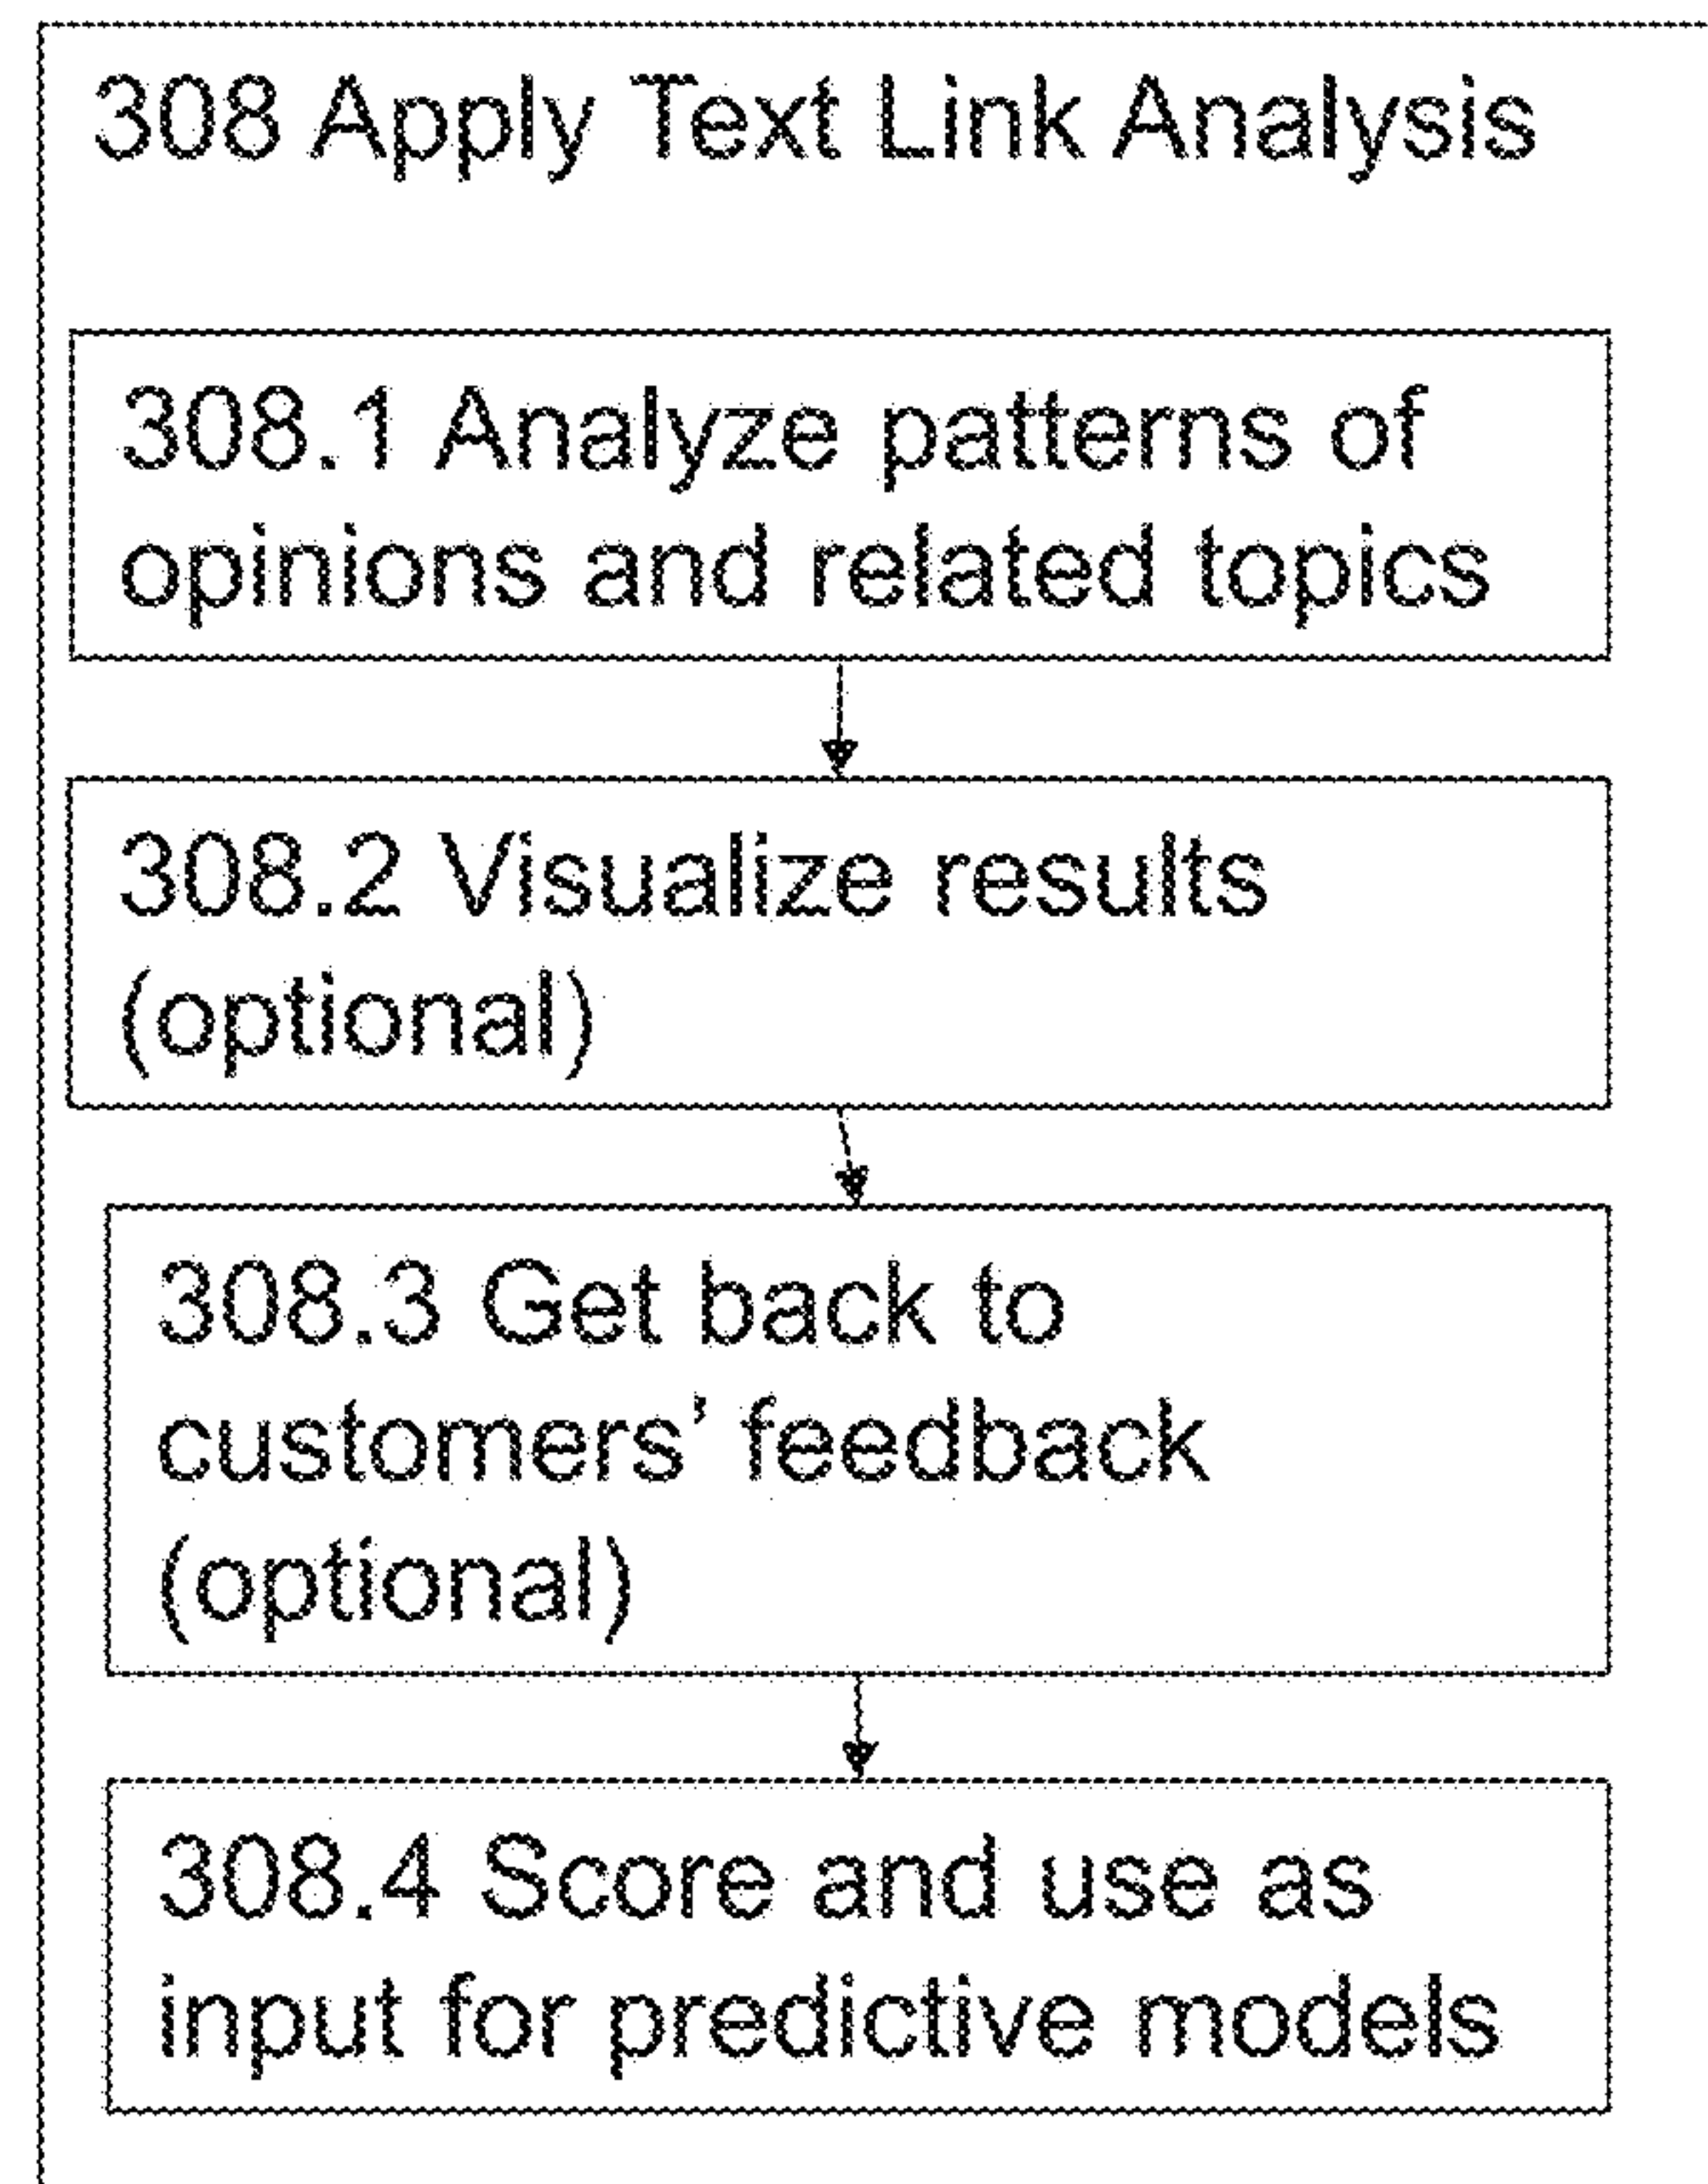 308 Apply Text Link Analysis
308.1 Analyze patterns of
opinions and related topics
308.2 Visualize results
(optional)
308.3 Get back to
customers’ feedback
(optional)
308.4 Score and use as
input for predictive models